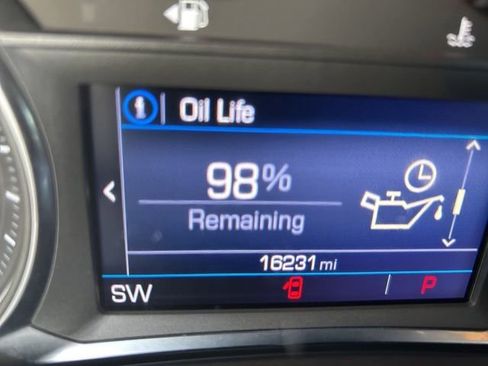 Oil Life
98%
Remaining
16231 mi
SW
P